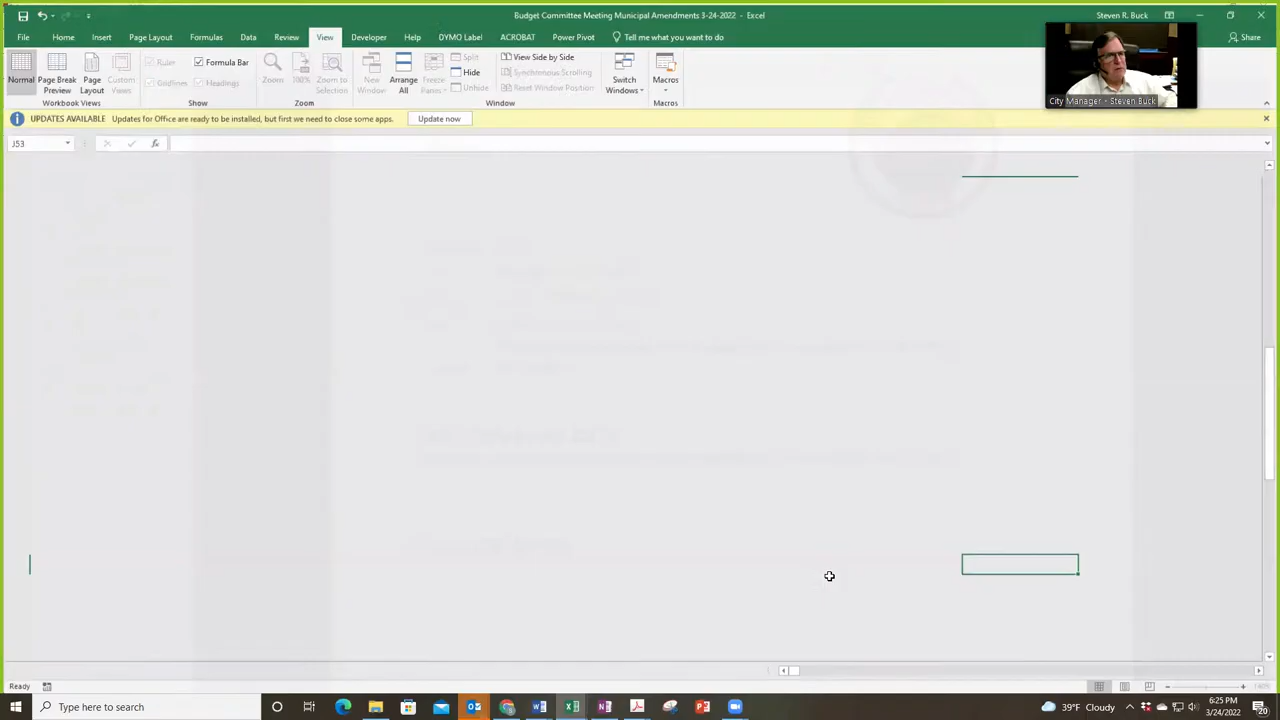 Budget Committee Meeting Municipal Amendments 3-24-2022 - Excel
Steven R. Buck
File Home Insert Page Layout Formulas Data Review View Developer Help DYMO Label ACROBAT Power Pivot Tell me what you want to do
Share
Normal
Page Break Preview
Page Layout
Custom Views
Workbook Views
Ruler
Formula Bar
Gridlines
Headings
Show
Zoom
100%
Zoom to Selection
Zoom
New Window
Arrange All
Freeze Panes
Split
Hide
Unhide
View Side by Side
Synchronous Scrolling
Reset Window Position
Switch Windows
Window
Macros
Macros
City Manager - Steven Buck
UPDATES AVAILABLE Updates for Office are ready to be installed, but first we need to close some apps. Update now
J53
fx
Ready
Type here to search
39°F Cloudy
6:25 PM
3/24/2022
20